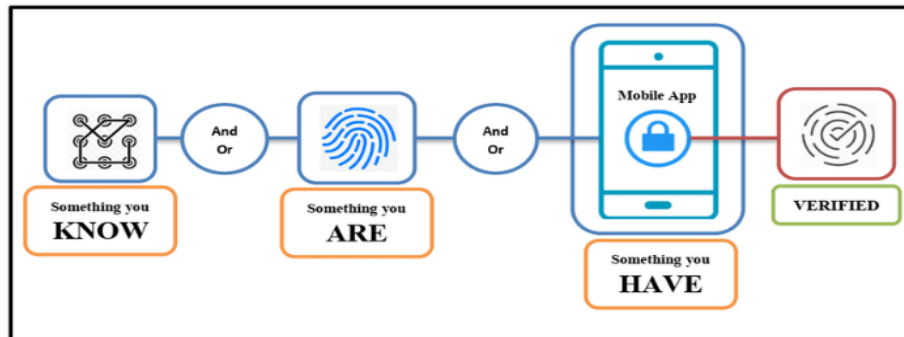 Something you
KNOW
And
Or
Something you
ARE
And
Or
Mobile App
Something you
HAVE
VERIFIED